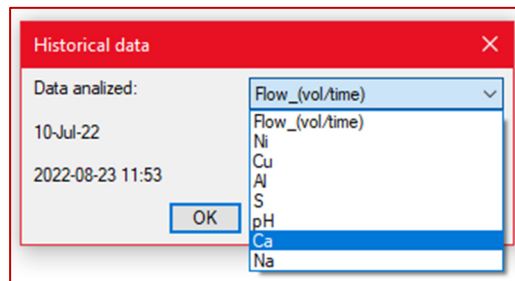 Historical data
Data analized:
Flow_(vol/time)
10-Jul-22
2022-08-23 11:53
OK
Flow_(vol/time)
Ni
Cu
Al
S
pH
Ca
Na